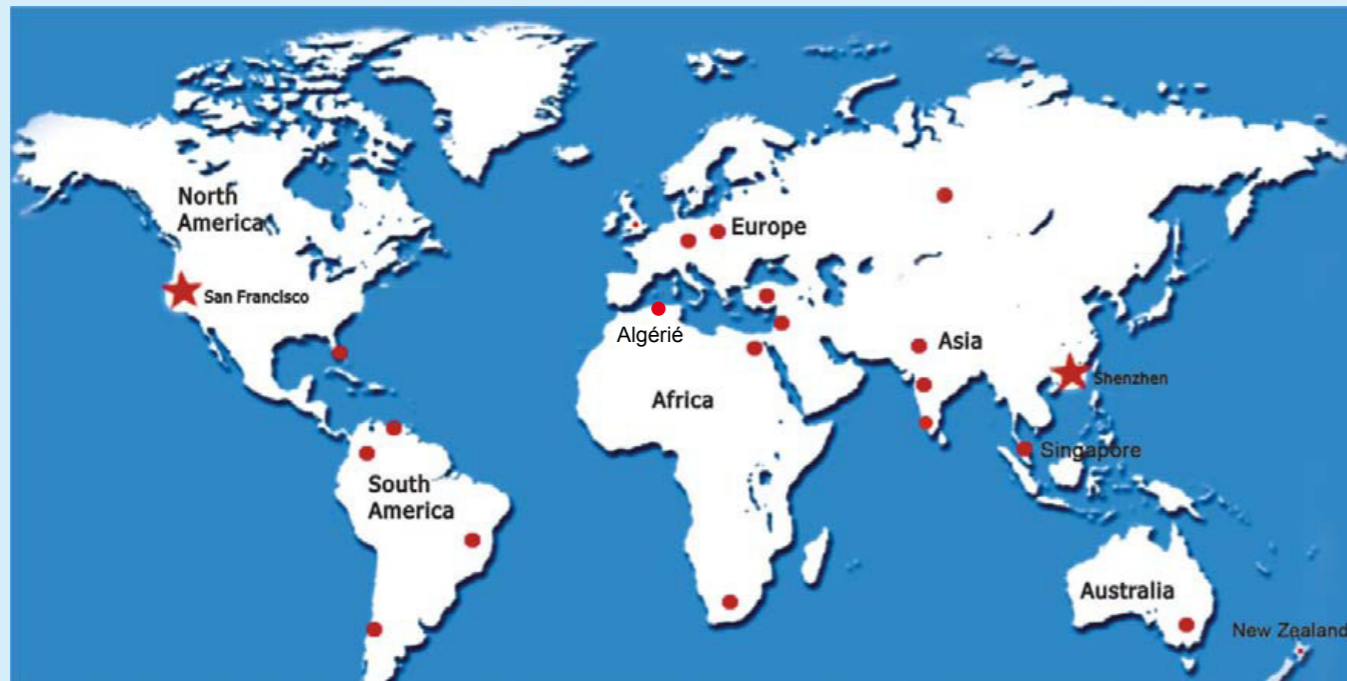 North
America
Europe
San Francisco
Algérié
Asia
Shenzhen
Africa
Singapore
South
America
Australia
New Zealand